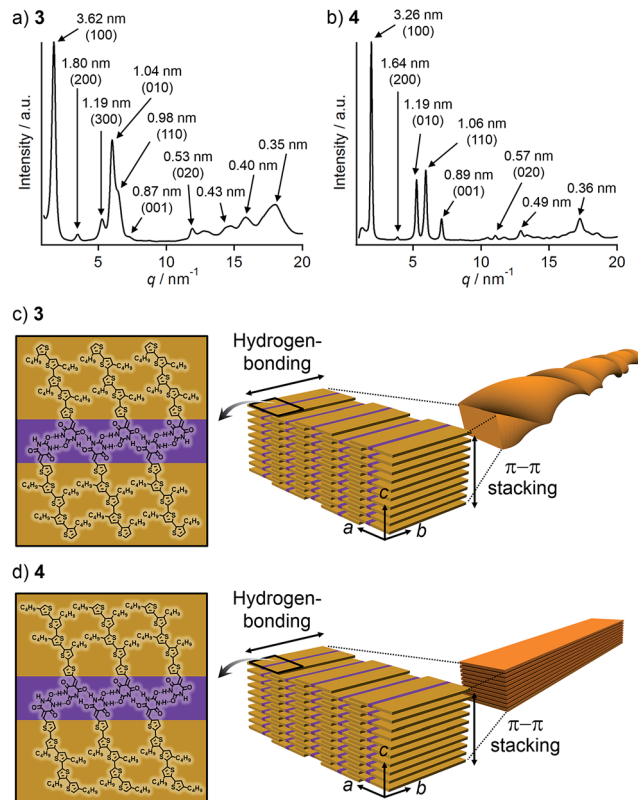 a) 3
3.62 nm
(100)
1.80 nm
(200)
1.19 nm
(300)
1.04 nm
(010)
0.98 nm
(110)
0.87 nm
(001)
0.53 nm
(020)
0.43 nm
0.40 nm
0.35 nm
Intensity / a.u.
5 10 15 20
q / nm⁻¹
b) 4
3.26 nm
(100)
1.64 nm
(200)
1.19 nm
(010)
1.06 nm
(110)
0.89 nm
(001)
0.57 nm
(020)
0.49 nm
0.36 nm
Intensity / a.u.
5 10 15 20
q / nm⁻¹
c) 3
Hydrogen-
bonding
π−π
stacking
c
a
b
d) 4
Hydrogen-
bonding
π−π
stacking
c
a
b